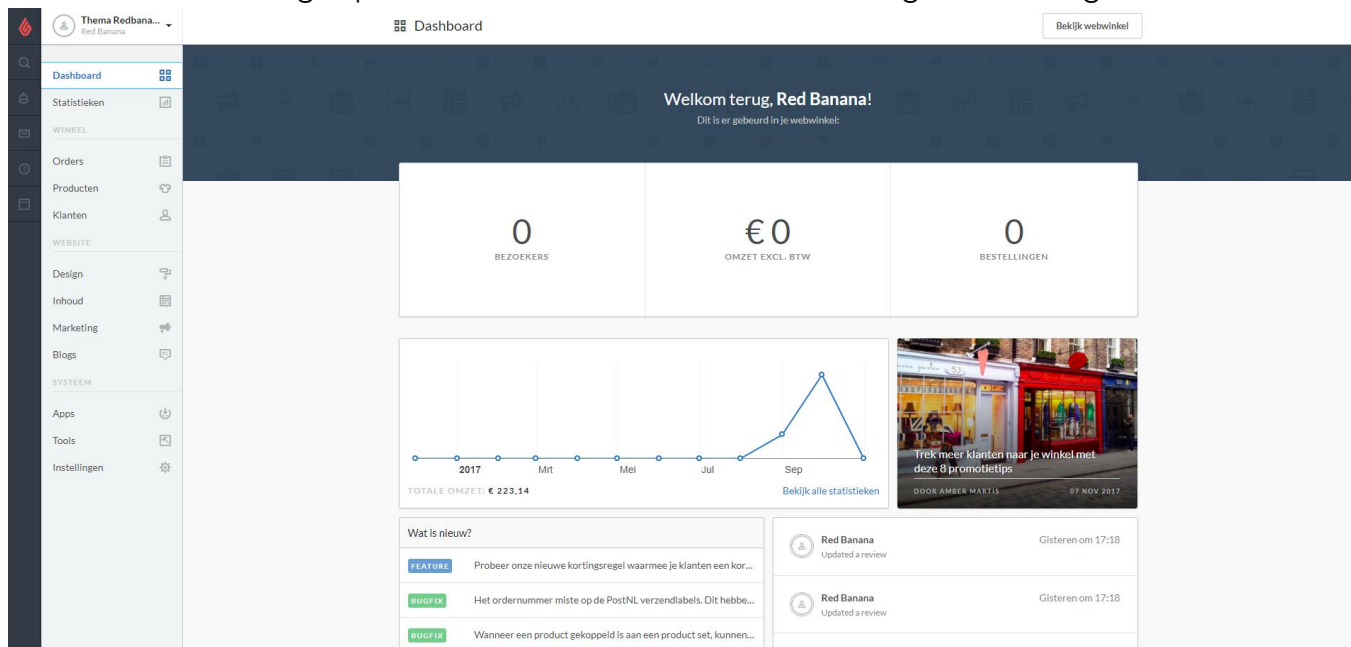 Thema Redbana...
Red Banana
Dashboard
Bekijk webwinkel
Dashboard
Statistieken
WINKEL
Orders
Producten
Klanten
WEBSITE
Design
Inhoud
Marketing
Blogs
SYSTEEM
Apps
Tools
Instellingen
Welkom terug, Red Banana!
Dit is er gebeurd in je webwinkel:
0
BEZOEKERS
€ 0
OMZET EXCL. BTW
0
BESTELLINGEN
2017 Mrt Mei Jul Sep
TOTALE OMZET: € 223,14
Bekijk alle statistieken
53
Trek meer klanten naar je winkel met
deze 8 promotietips
DOOR AMBER MARTIS 07 NOV 2017
Wat is nieuw?
FEATURE Probeer onze nieuwe kortingsregel waarmee je klanten een kor...
BUGFIX Het ordernummer miste op de PostNL verzendlabels. Dit hebbe...
BUGFIX Wanneer een product gekoppeld is aan een product set, kunnen...
Red Banana Gisteren om 17:18
Updated a review
Red Banana Gisteren om 17:18
Updated a review